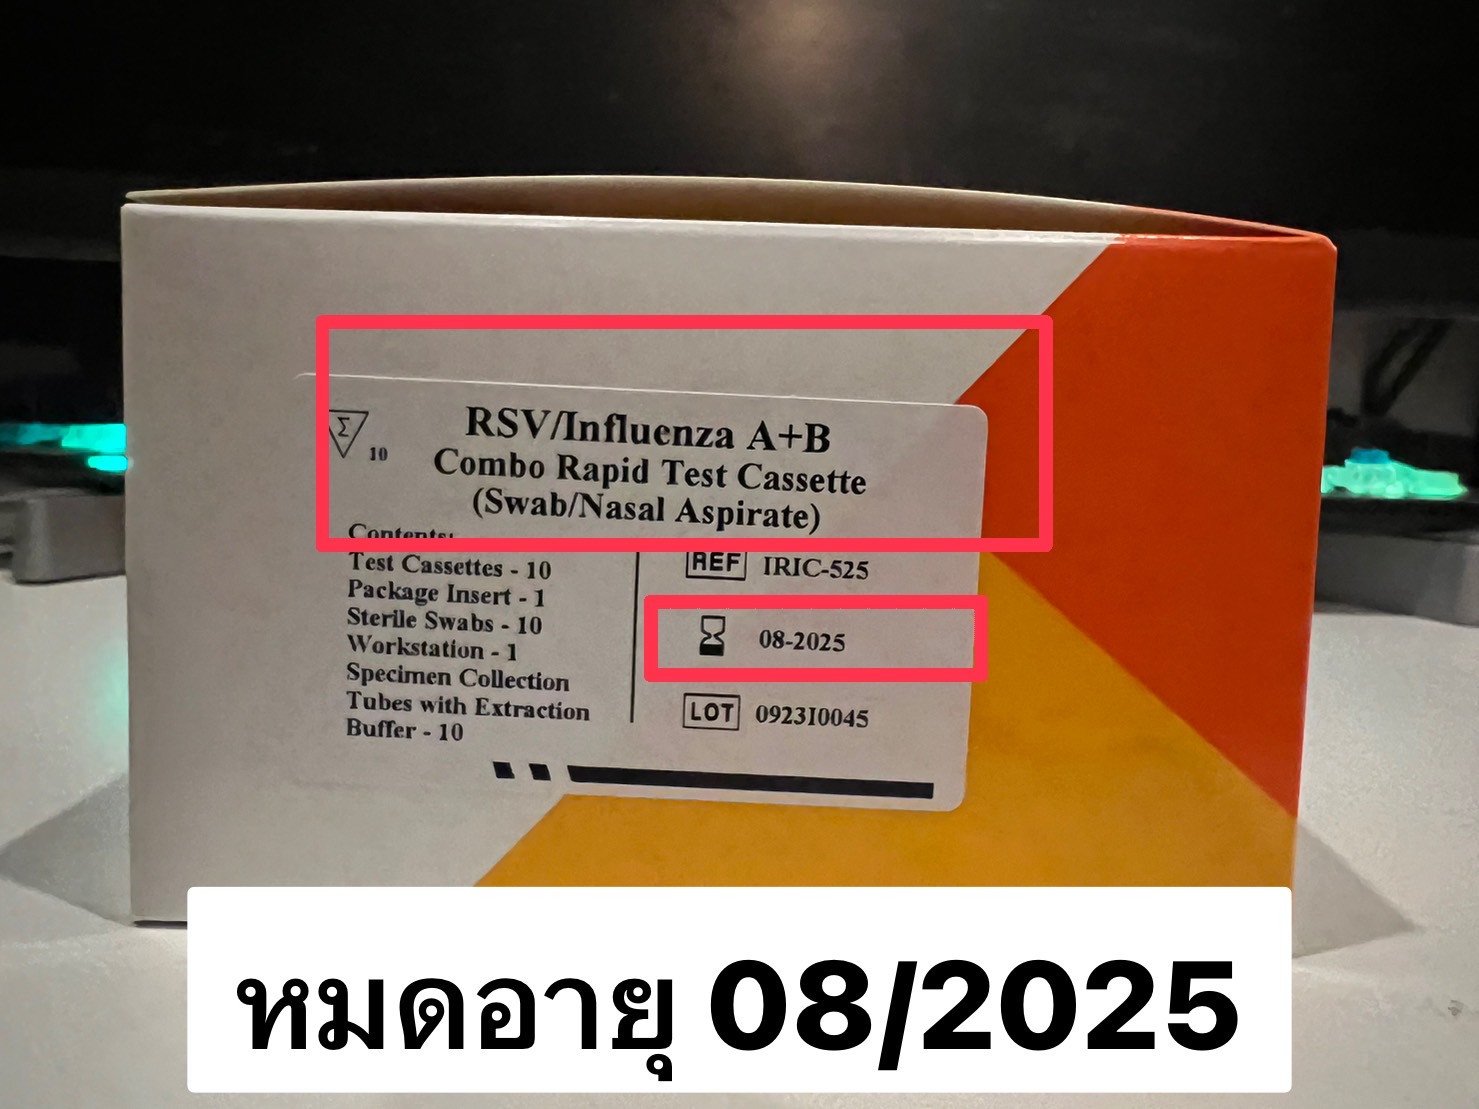 Σ
10
RSV/Influenza A+B
Combo Rapid Test Cassette
(Swab/Nasal Aspirate)
Contents:
Test Cassettes - 10
Package Insert - 1
Sterile Swabs - 10
Workstation - 1
Specimen Collection
Tubes with Extraction
Buffer - 10
REF IRIC-525
08-2025
LOT 0923I0045
หมดอายุ 08/2025